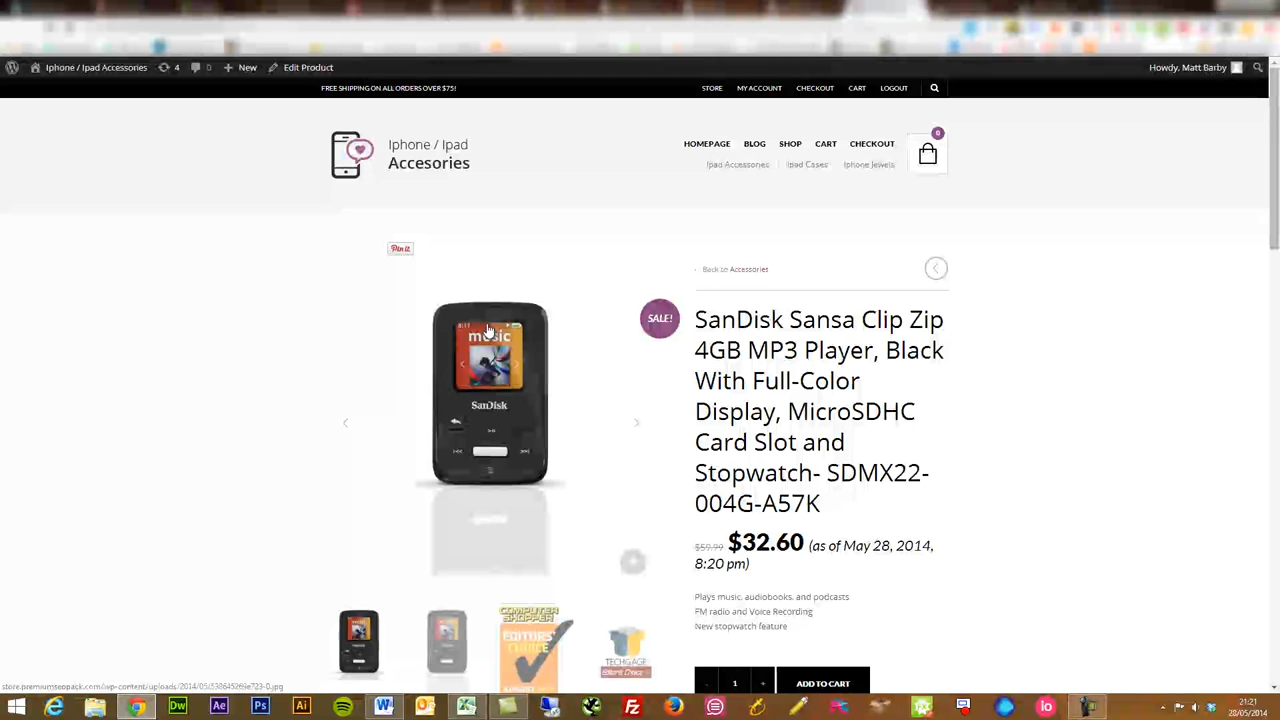 Iphone / Ipad Accessories 4 0 New Edit Product Howdy, Matt Barby
FREE SHIPPING ON ALL ORDERS OVER $75! STORE MY ACCOUNT CHECKOUT CART LOGOUT
Iphone / Ipad
Accesories
HOMEPAGE BLOG SHOP CART CHECKOUT 0
Ipad Accessories Ipad Cases Iphone Jewels
Pin it
← Back to Accessories
SALE!
SanDisk Sansa Clip Zip
4GB MP3 Player, Black
With Full-Color
Display, MicroSDHC
Card Slot and
Stopwatch- SDMX22-
004G-A57K
music
SanDisk
$59.99 $32.60 (as of May 28, 2014,
8:20 pm)
Plays music, audiobooks, and podcasts
FM radio and Voice Recording
New stopwatch feature
COMPUTER
SHOPPER
EDITORS'
CHOICE
TECHGAGE
Editors Choice
- 1 + ADD TO CART
21:21
28/05/2014